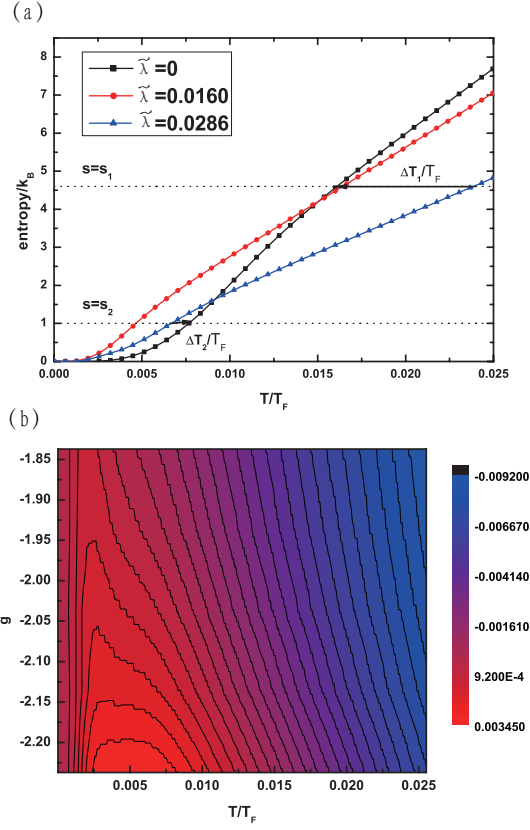 (a)
8
7
6
5
4
3
2
1
0
entropy/k_B
λ̃=0
λ̃=0.0160
λ̃=0.0286
s=s₁
ΔT₁/T_F
s=s₂
ΔT₂/T_F
0.000 0.005 0.010 0.015 0.020 0.025
T/T_F
(b)
-1.85
-1.90
-1.95
-2.00
-2.05
-2.10
-2.15
-2.20
g
0.005 0.010 0.015 0.020 0.025
T/T_F
-0.009200
-0.006670
-0.004140
-0.001610
9.200E-4
0.003450